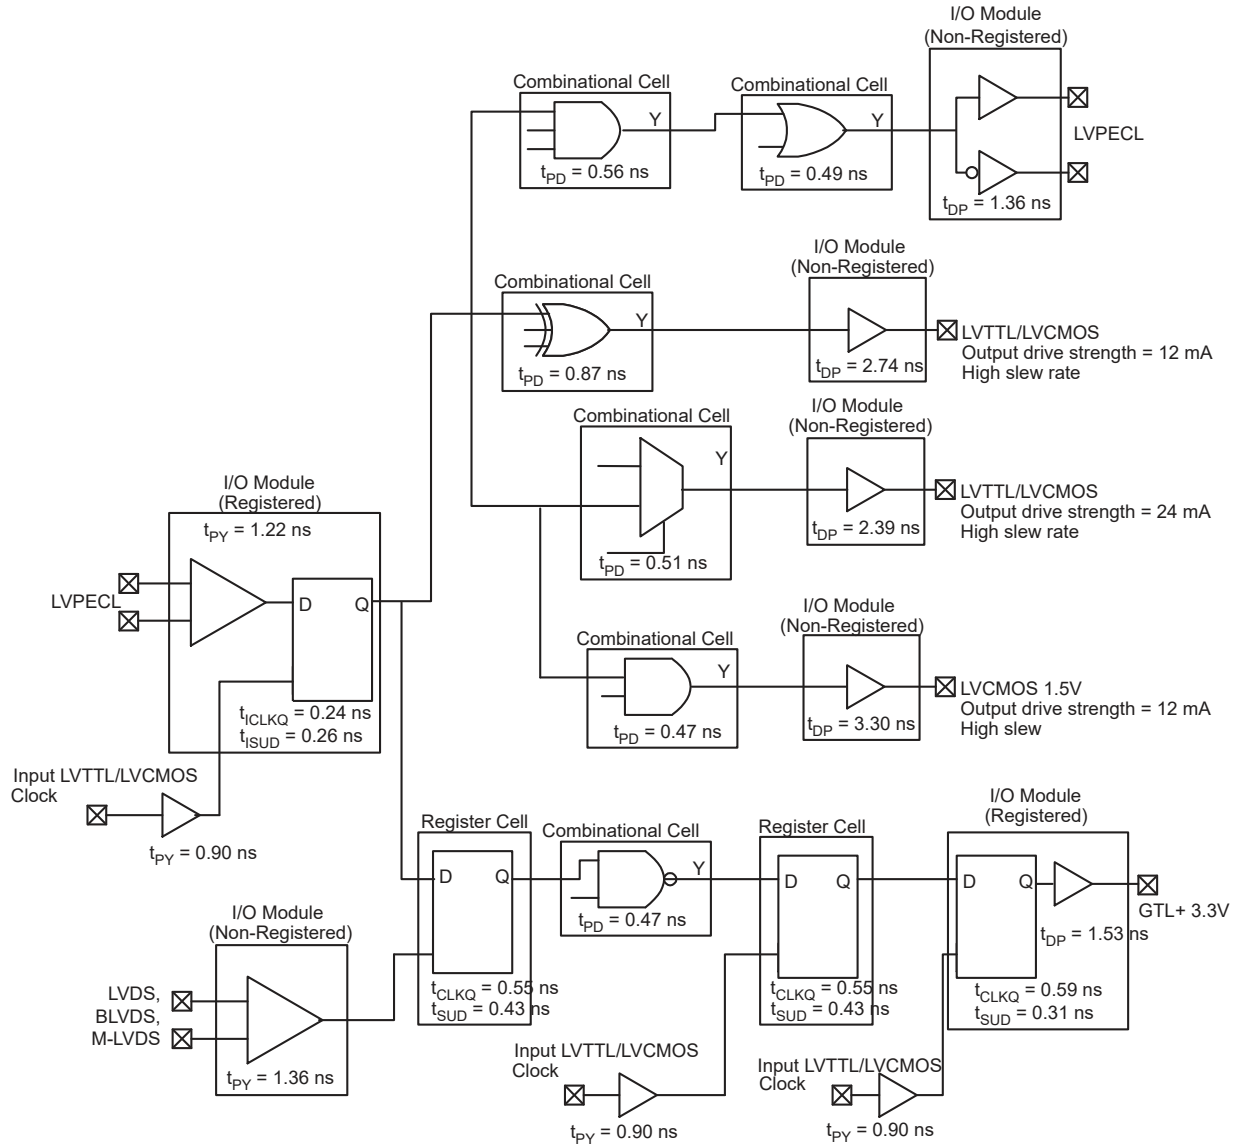 I/O Module
(Non-Registered)
Combinational Cell
Combinational Cell
Y
Y
LVPECL
tPD = 0.56 ns
tPD = 0.49 ns
tDP = 1.36 ns
I/O Module
(Non-Registered)
Combinational Cell
Y
LVTTL/LVCMOS
Output drive strength = 12 mA
High slew rate
tPD = 0.87 ns
tDP = 2.74 ns
I/O Module
(Non-Registered)
Combinational Cell
Y
LVTTL/LVCMOS
Output drive strength = 24 mA
High slew rate
tDP = 2.39 ns
tPD = 0.51 ns
I/O Module
(Registered)
tPY = 1.22 ns
LVPECL
D
Q
tICLKQ = 0.24 ns
tISUD = 0.26 ns
I/O Module
(Non-Registered)
Combinational Cell
Y
LVCMOS 1.5V
Output drive strength = 12 mA
High slew
tPD = 0.47 ns
tDP = 3.30 ns
Input LVTTL/LVCMOS
Clock
tPY = 0.90 ns
Register Cell
D
Q
tCLKQ = 0.55 ns
tSUD = 0.43 ns
Combinational Cell
Y
tPD = 0.47 ns
Register Cell
D
Q
tCLKQ = 0.55 ns
tSUD = 0.43 ns
I/O Module
(Registered)
D
Q
GTL+ 3.3V
tDP = 1.53 ns
tCLKQ = 0.59 ns
tSUD = 0.31 ns
I/O Module
(Non-Registered)
LVDS,
BLVDS,
M-LVDS
tPY = 1.36 ns
Input LVTTL/LVCMOS
Clock
tPY = 0.90 ns
Input LVTTL/LVCMOS
Clock
tPY = 0.90 ns